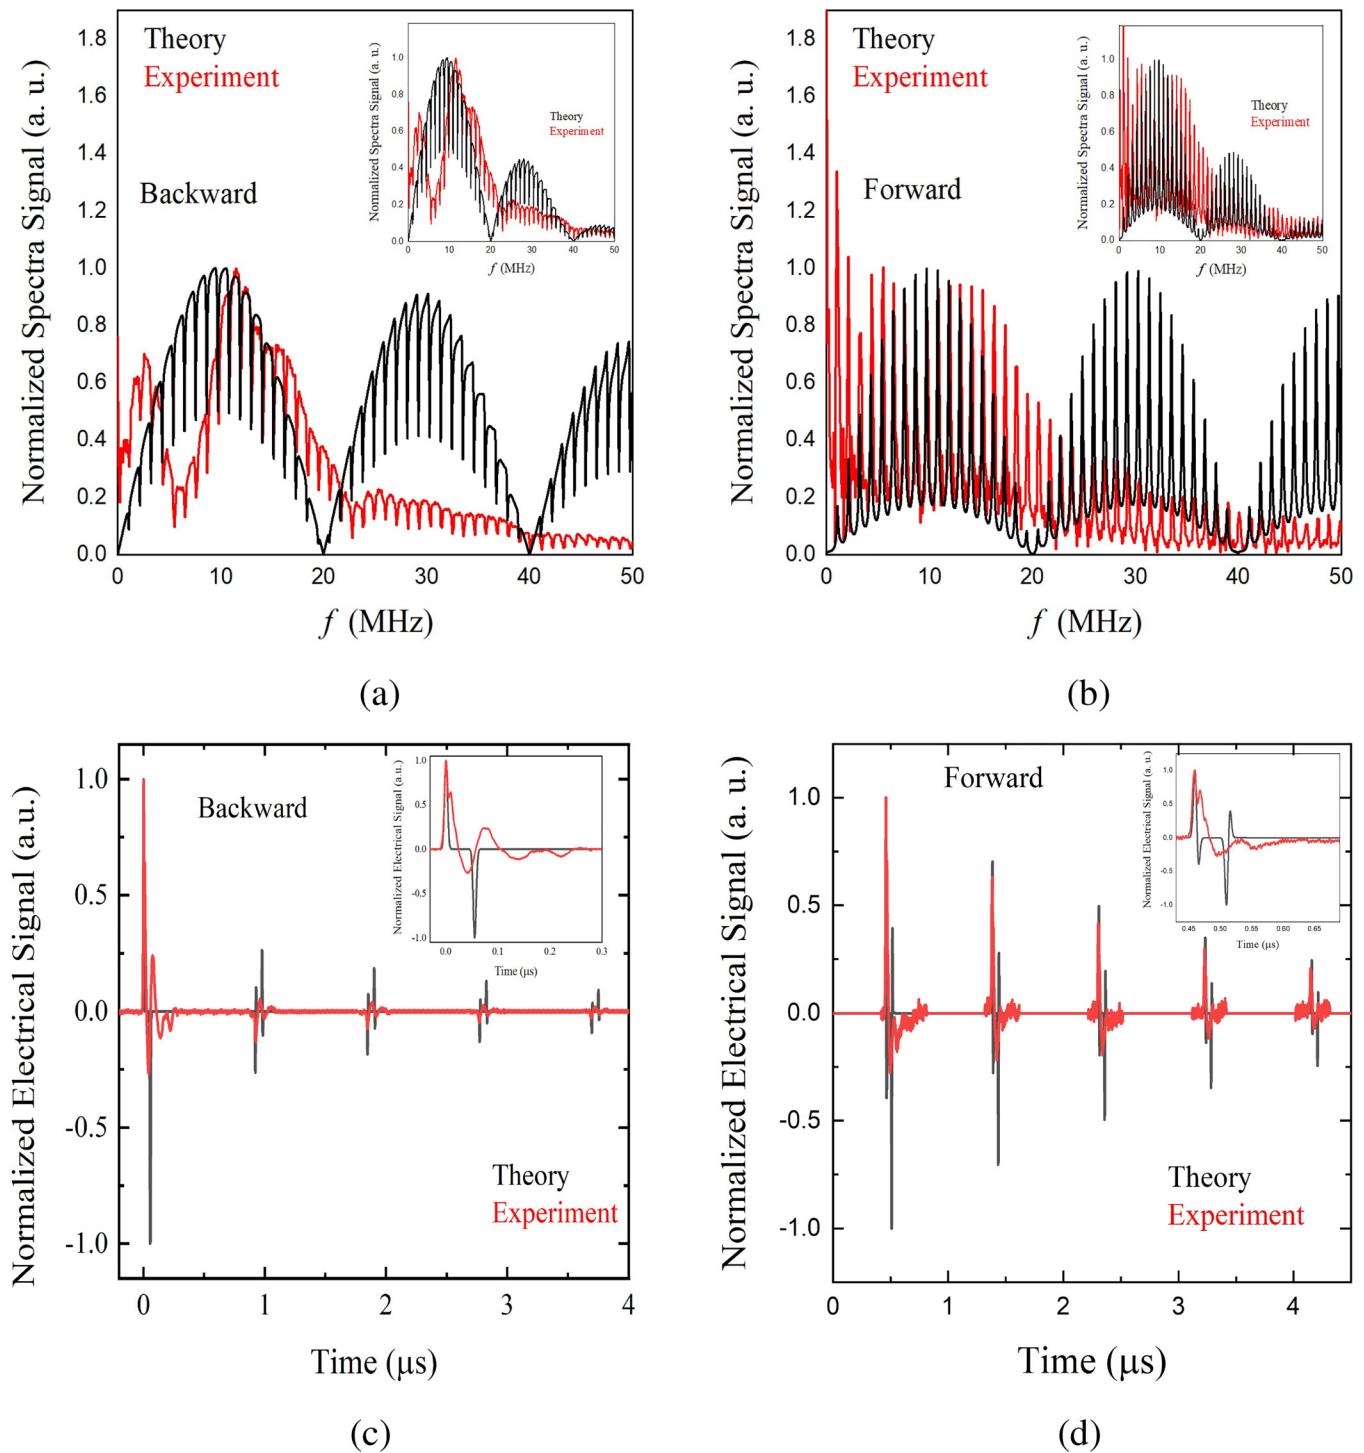 Normalized Spectra Signal (a. u.)
1.8
1.6
1.4
1.2
1.0
0.8
0.6
0.4
0.2
0.0
Theory
Experiment
Backward
0 10 20 30 40 50
f (MHz)
Normalized Spectra Signal (a. u.)
1.0
0.8
0.6
0.4
0.2
0.0
Theory
Experiment
0 10 20 30 40 50
f (MHz)
(a)
Normalized Spectra Signal (a. u.)
1.8
1.6
1.4
1.2
1.0
0.8
0.6
0.4
0.2
0.0
Theory
Experiment
Forward
0 10 20 30 40 50
f (MHz)
Normalized Spectra Signal (a. u.)
1.0
0.8
0.6
0.4
0.2
0.0
Theory
Experiment
0 10 20 30 40 50
f (MHz)
(b)
Normalized Electrical Signal (a.u.)
1.0
0.5
0.0
-0.5
-1.0
Backward
Theory
Experiment
0 1 2 3 4
Time (μs)
Normalized Electrical Signal (a.u.)
1.0
0.5
0.0
-0.5
-1.0
0.0 0.1 0.2 0.3
Time (μs)
(c)
Normalized Electrical Signal (a. u.)
1.0
0.5
0.0
-0.5
-1.0
Forward
Theory
Experiment
0 1 2 3 4
Time (μs)
Normalized Electrical Signal (a.u.)
1.0
0.5
0.0
-0.5
-1.0
0.45 0.50 0.55 0.60 0.65
Time (μs)
(d)